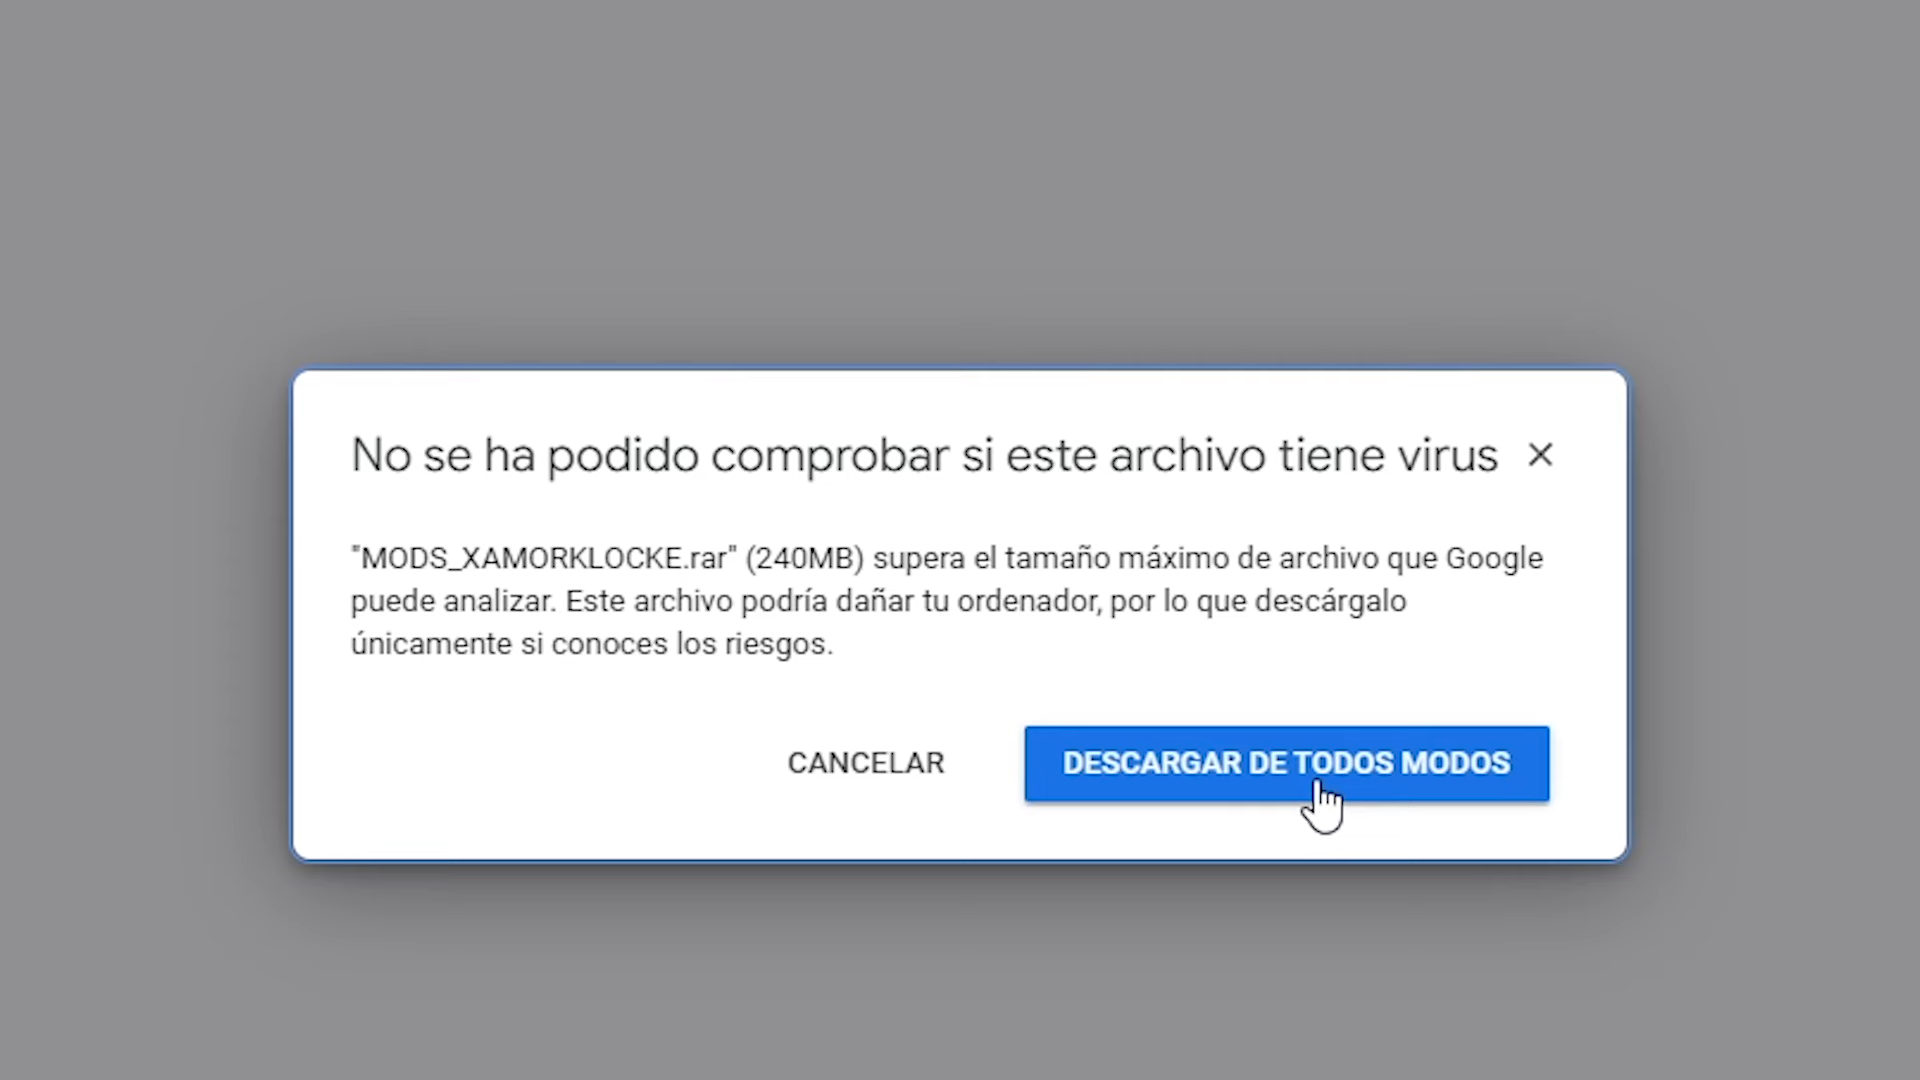 No se ha podido comprobar si este archivo tiene virus
"MODS_XAMORKLOCKE.rar" (240MB) supera el tamaño máximo de archivo que Google
puede analizar. Este archivo podría dañar tu ordenador, por lo que descárgalo
únicamente si conoces los riesgos.
CANCELAR
DESCARGAR DE TODOS MODOS